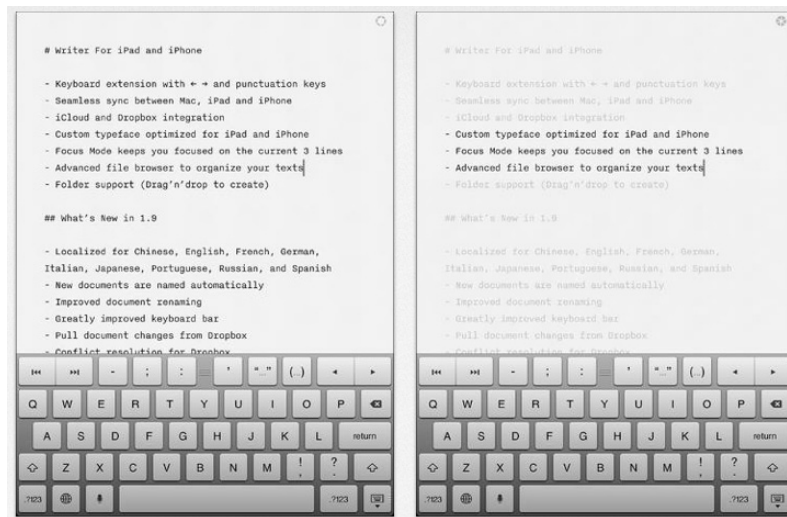 # Writer For iPad and iPhone
- Keyboard extension with ← → and punctuation keys
- Seamless sync between Mac, iPad and iPhone
- iCloud and Dropbox integration
- Custom typeface optimized for iPad and iPhone
- Focus Mode keeps you focused on the current 3 lines
- Advanced file browser to organize your texts
- Folder support (Drag'n'drop to create)
## What's New in 1.9
- Localized for Chinese, English, French, German,
Italian, Japanese, Portuguese, Russian, and Spanish
- New documents are named automatically
- Improved document renaming
- Greatly improved keyboard bar
- Pull document changes from Dropbox
- Conflict resolution for Dropbox
- ; : ' "…" (…)
Q W E R T Y U I O P
A S D F G H J K L return
Z X C V B N M ! , ? .
.?123 .?123
# Writer For iPad and iPhone
- Keyboard extension with ← → and punctuation keys
- Seamless sync between Mac, iPad and iPhone
- iCloud and Dropbox integration
- Custom typeface optimized for iPad and iPhone
- Focus Mode keeps you focused on the current 3 lines
- Advanced file browser to organize your texts
- Folder support (Drag'n'drop to create)
## What's New in 1.9
- Localized for Chinese, English, French, German,
Italian, Japanese, Portuguese, Russian, and Spanish
- New documents are named automatically
- Improved document renaming
- Greatly improved keyboard bar
- Pull document changes from Dropbox
- Conflict resolution for Dropbox
- ; : ' "…" (…)
Q W E R T Y U I O P
A S D F G H J K L return
Z X C V B N M ! , ? .
.?123 .?123